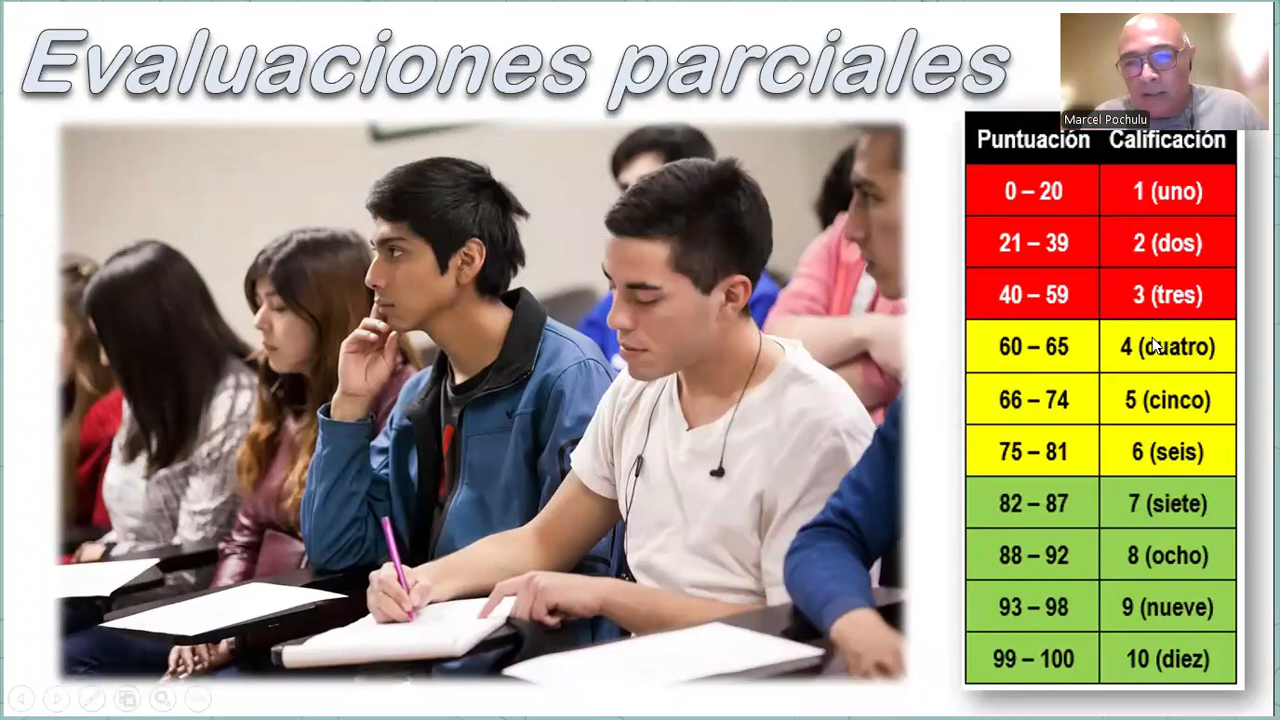 Evaluaciones parciales
Marcel Pochulu
Puntuación Calificación
0 – 20 1 (uno)
21 – 39 2 (dos)
40 – 59 3 (tres)
60 – 65 4 (cuatro)
66 – 74 5 (cinco)
75 – 81 6 (seis)
82 – 87 7 (siete)
88 – 92 8 (ocho)
93 – 98 9 (nueve)
99 – 100 10 (diez)